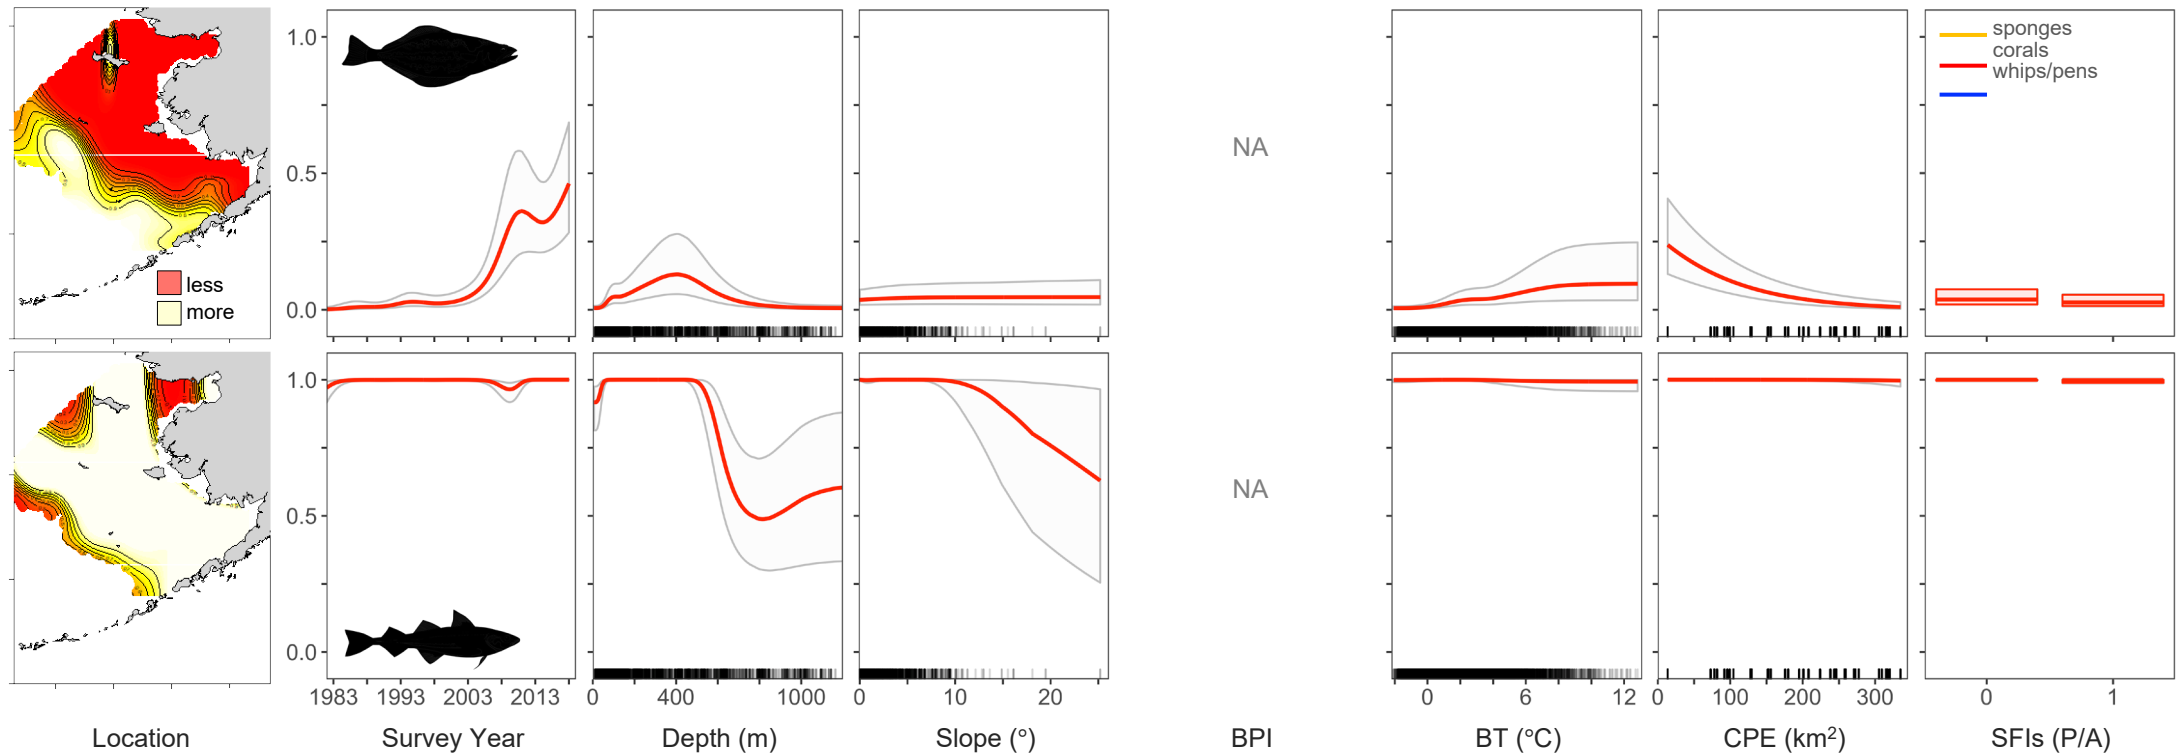 less
more
1.0
0.5
0.0
NA
sponges
corals
whips/pens
1.0
0.5
0.0
NA
1983 1993 2003 2013 0 400 1000 0 10 20 0 6 12 0 100 200 300 0 1
Location Survey Year Depth (m) Slope (°) BPI BT (°C) CPE (km²) SFIs (P/A)